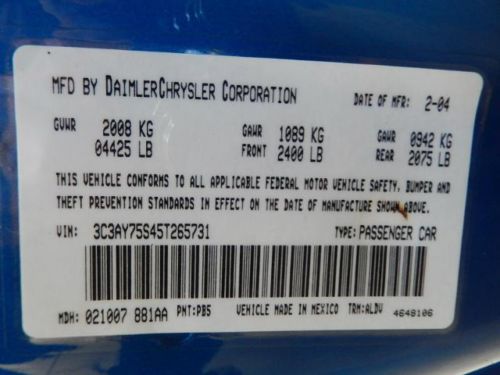 MFD BY DAIMLERCHRYSLER CORPORATION DATE OF MFR: 2-04
GVWR 2008 KG GAWR 1089 KG GAWR 0942 KG
04425 LB FRONT 2400 LB REAR 2075 LB
THIS VEHICLE CONFORMS TO ALL APPLICABLE FEDERAL MOTOR VEHICLE SAFETY, BUMPER AND
THEFT PREVENTION STANDARDS IN EFFECT ON THE DATE OF MANUFACTURE SHOWN ABOVE.
VIN: 3C3AY75S45T265731 TYPE: PASSENGER CAR
MDH: 021007 881AA PNT:PB5 VEHICLE MADE IN MEXICO TRM:ALDV 4648106